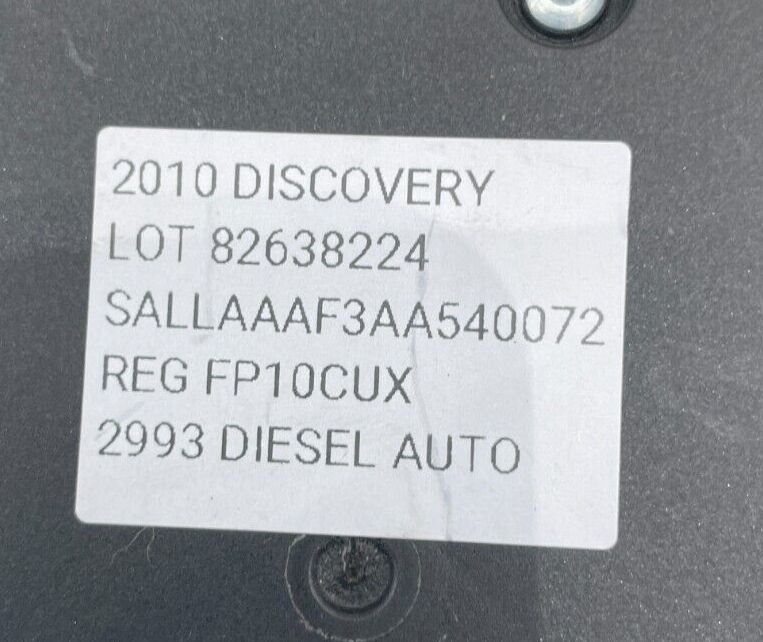 2010 DISCOVERY
LOT 82638224
SALLAAAF3AA540072
REG FP10CUX
2993 DIESEL AUTO